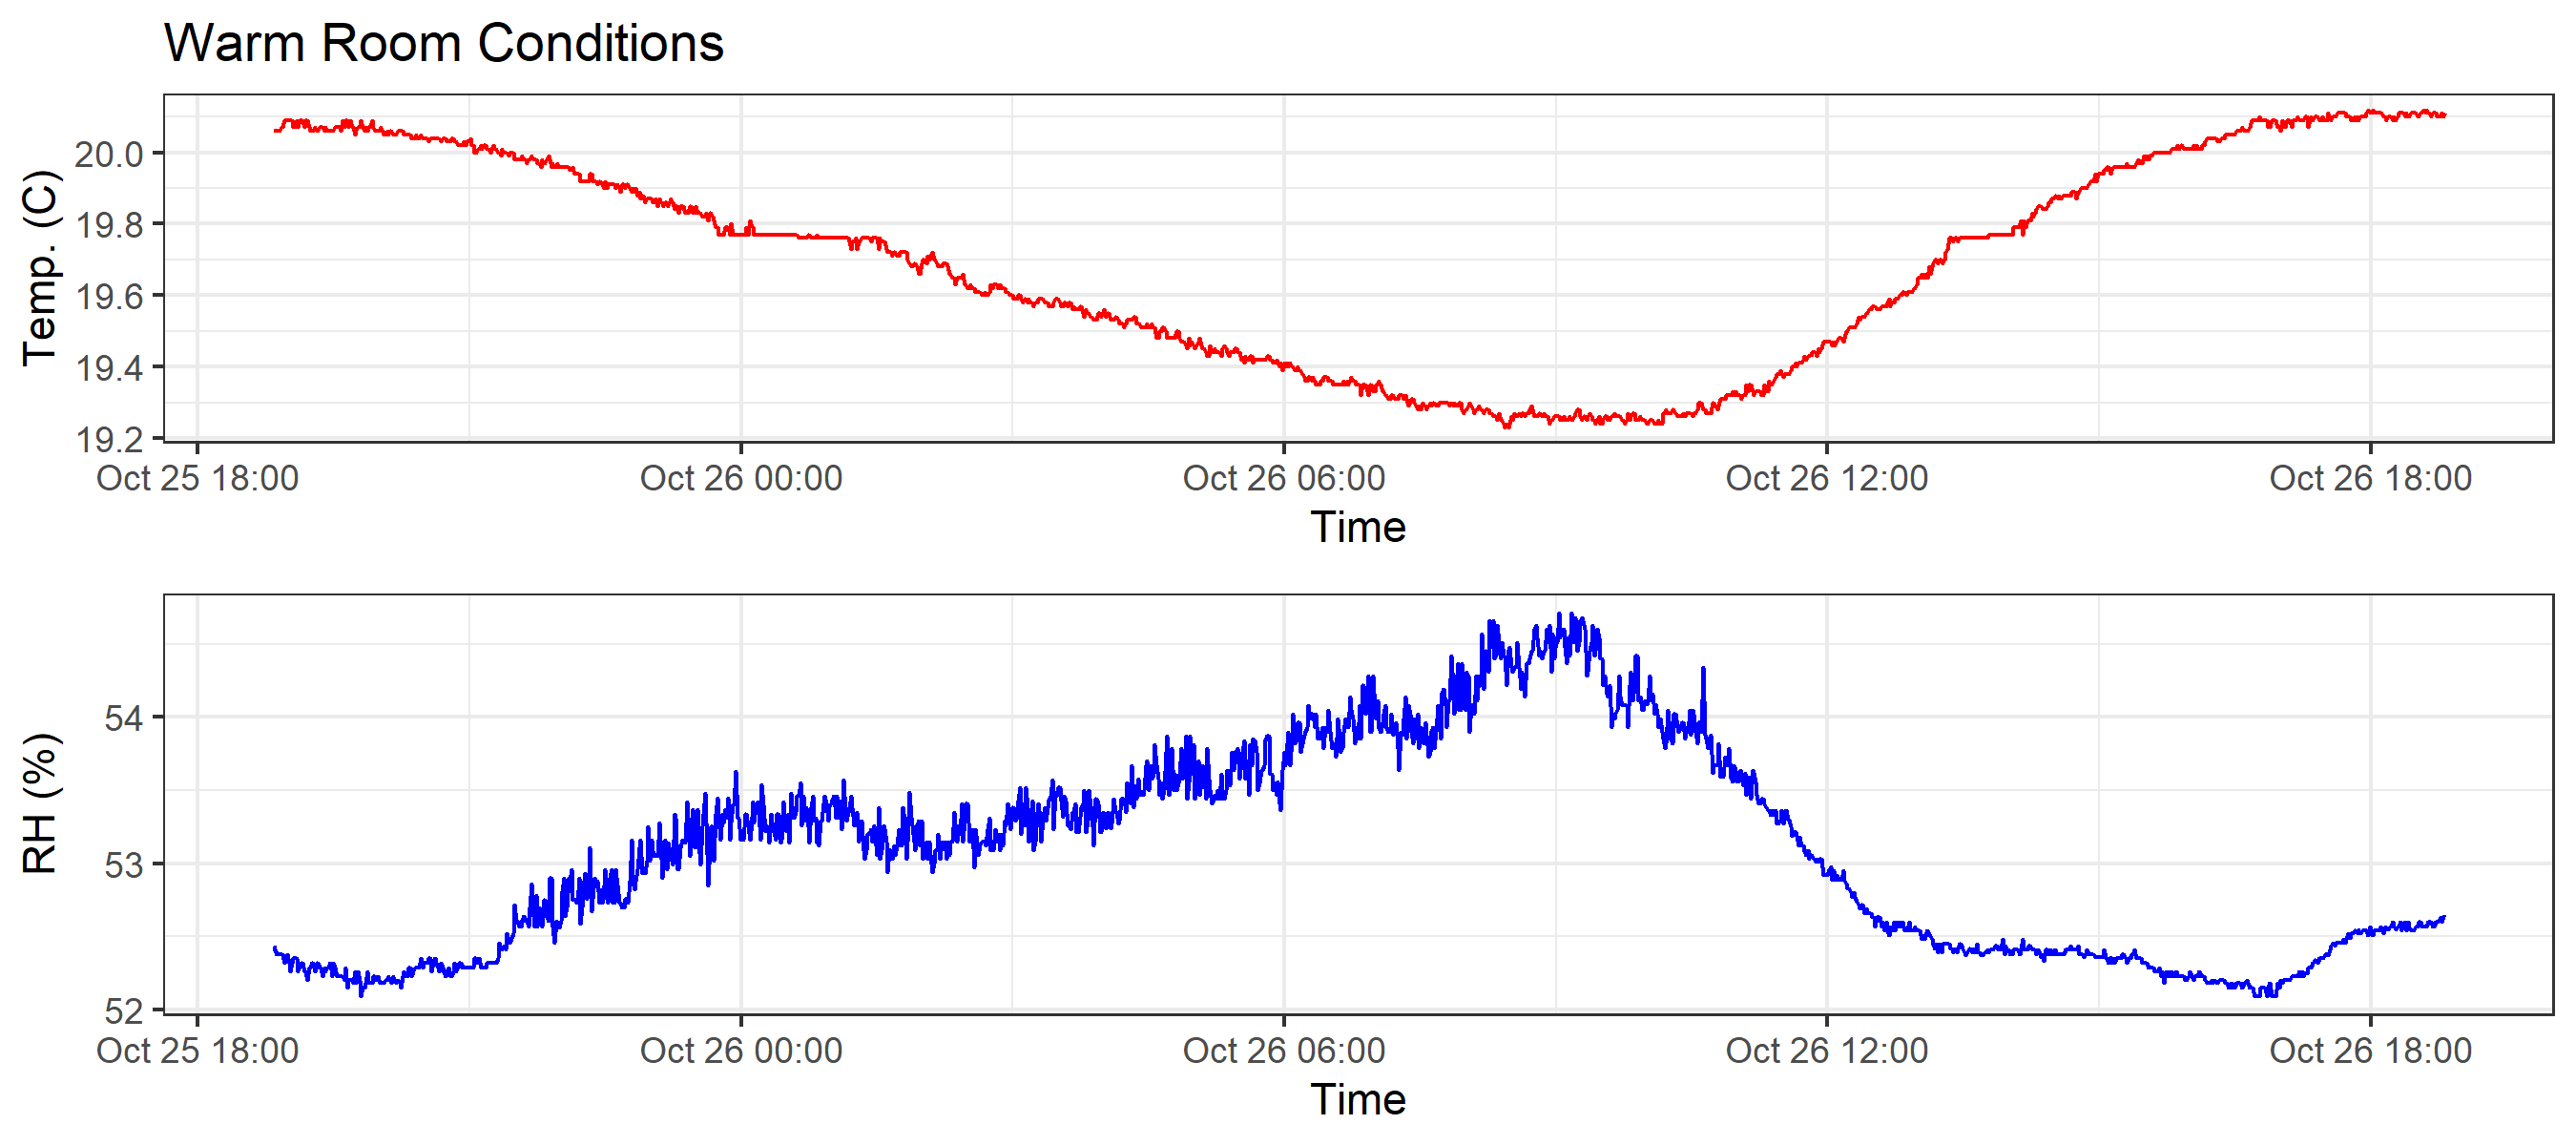 Warm Room Conditions
Temp. (C)
20.0
19.8
19.6
19.4
19.2
Oct 25 18:00 Oct 26 00:00 Oct 26 06:00 Oct 26 12:00 Oct 26 18:00
Time
RH (%)
54
53
52
Oct 25 18:00 Oct 26 00:00 Oct 26 06:00 Oct 26 12:00 Oct 26 18:00
Time